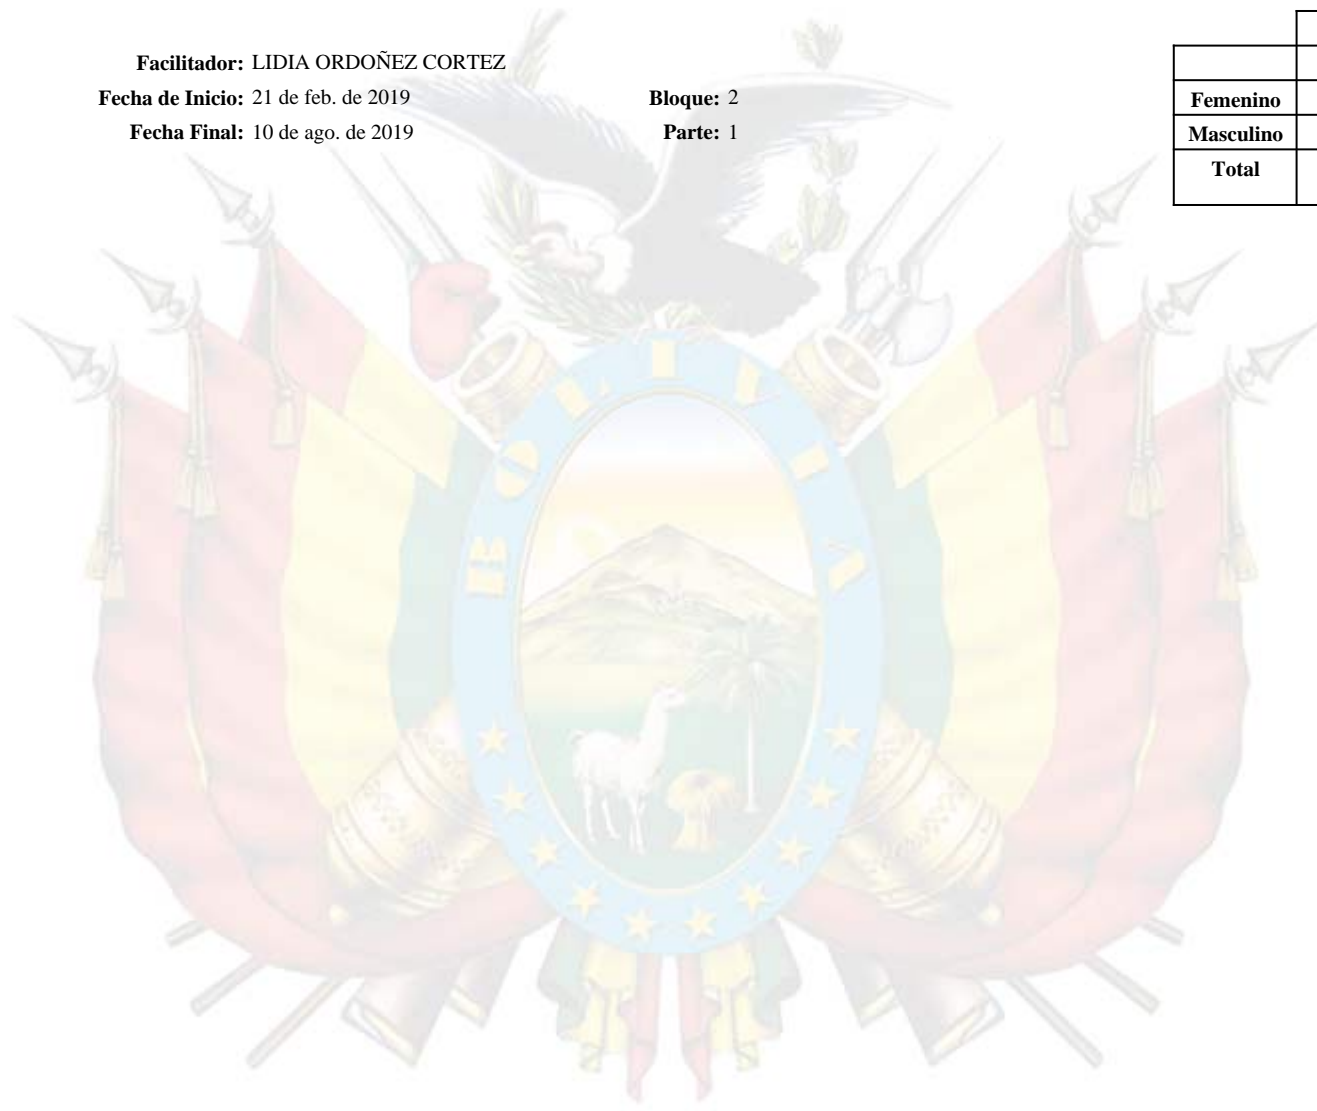 Facilitador: LIDIA ORDOÑEZ CORTEZ
Fecha de Inicio: 21 de feb. de 2019 Bloque: 2
Fecha Final: 10 de ago. de 2019 Parte: 1
Femenino
Masculino
Total
BOLIVIA